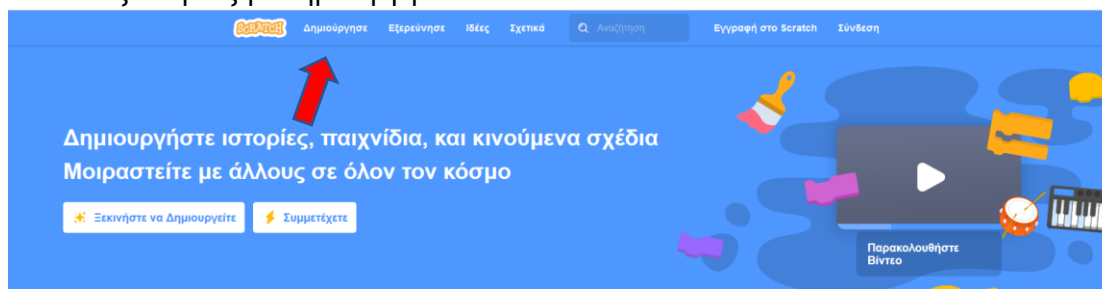 SCRATCH Δημιούργησε Εξερεύνησε Ιδέες Σχετικά Αναζήτηση Εγγραφή στο Scratch Σύνδεση
Δημιουργήστε ιστορίες, παιχνίδια, και κινούμενα σχέδια
Μοιραστείτε με άλλους σε όλον τον κόσμο
Ξεκινήστε να Δημιουργείτε Συμμετέχετε
Παρακολουθήστε
Βίντεο